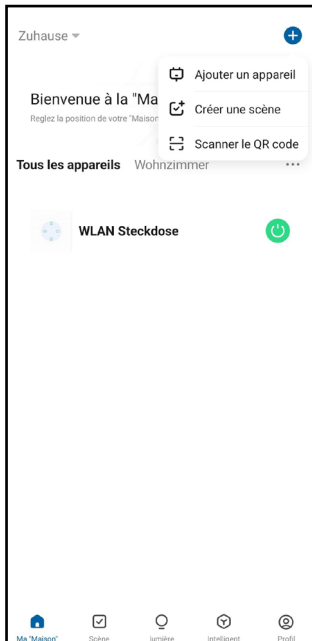 Zuhause
Ajouter un appareil
Bienvenue à la "Ma
Créer une scène
Reglez la position de votre "Maison
Scanner le QR code
Tous les appareils Wohnzimmer ...
WLAN Steckdose
Ma "Maison" Scène lumière Intelligent Profil